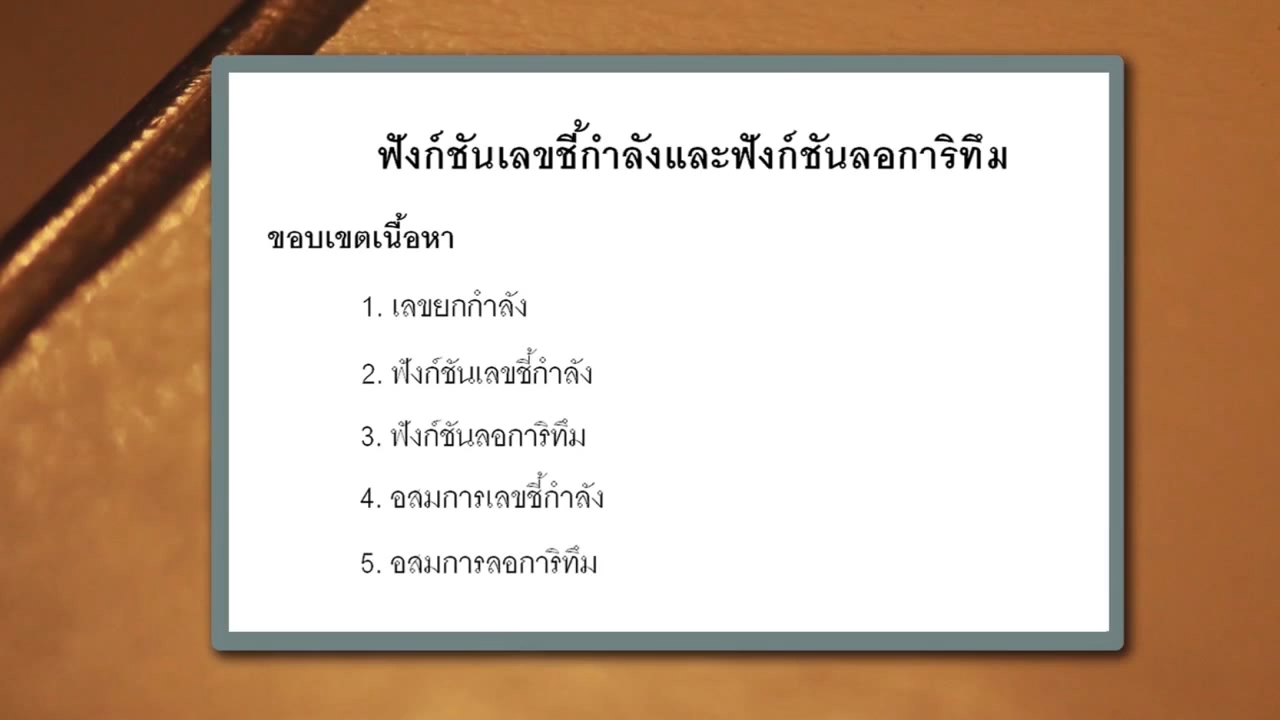 ฟังก์ชันเลขชี้กำลังและฟังก์ชันลอการิทึม
ขอบเขตเนื้อหา
1. เลขยกกำลัง
2. ฟังก์ชันเลขชี้กำลัง
3. ฟังก์ชันลอการิทึม
4. อสมการเลขชี้กำลัง
5. อสมการลอการิทึม